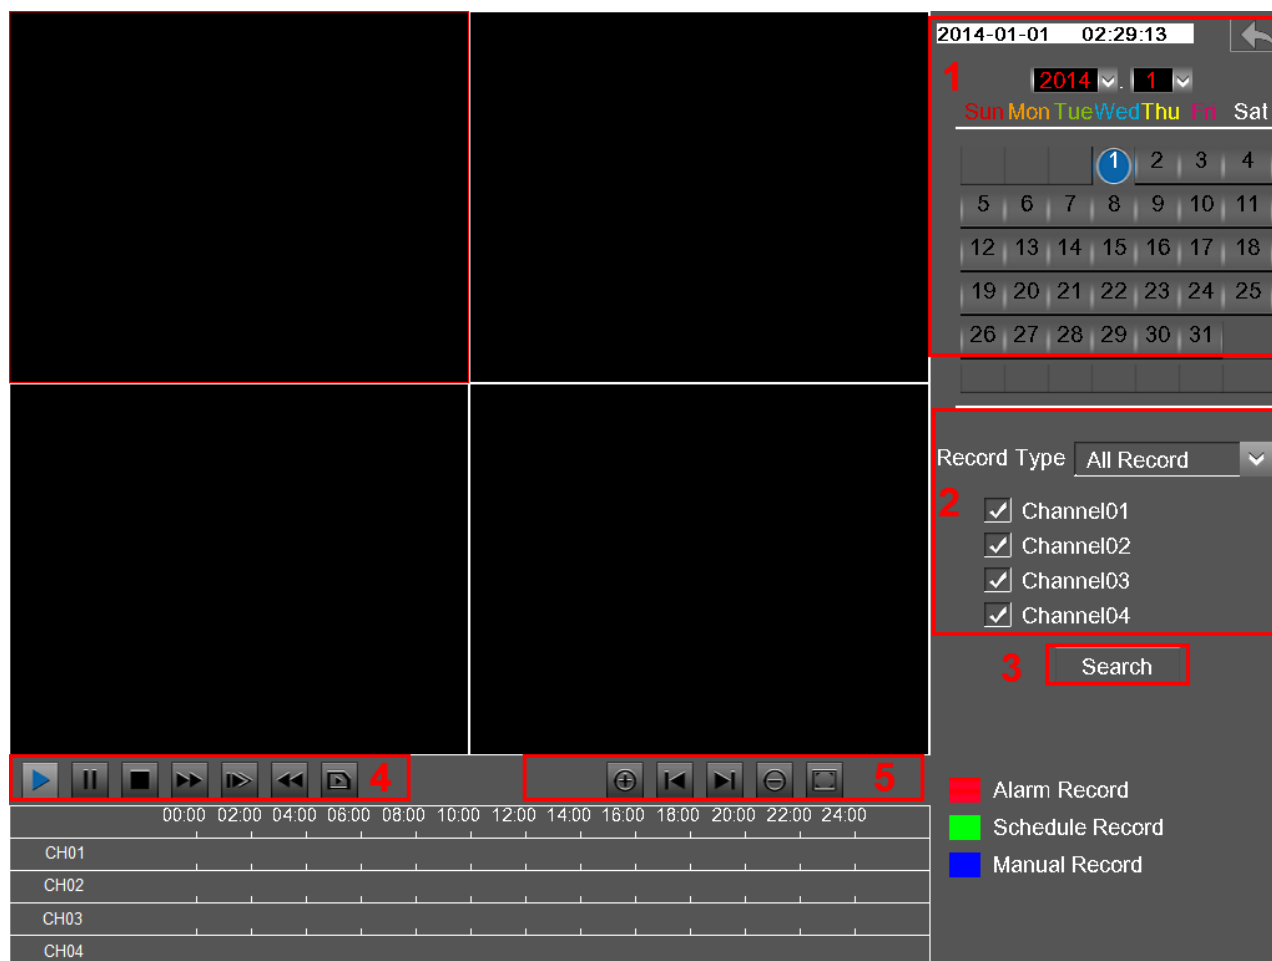 2014-01-01 02:29:13
1
2014 . 1
Sun Mon Tue Wed Thu Fri Sat
1 2 3 4
5 6 7 8 9 10 11
12 13 14 15 16 17 18
19 20 21 22 23 24 25
26 27 28 29 30 31
Record Type All Record
2
Channel01
Channel02
Channel03
Channel04
3 Search
4 5
Alarm Record
Schedule Record
Manual Record
00:00 02:00 04:00 06:00 08:00 10:00 12:00 14:00 16:00 18:00 20:00 22:00 24:00
CH01
CH02
CH03
CH04